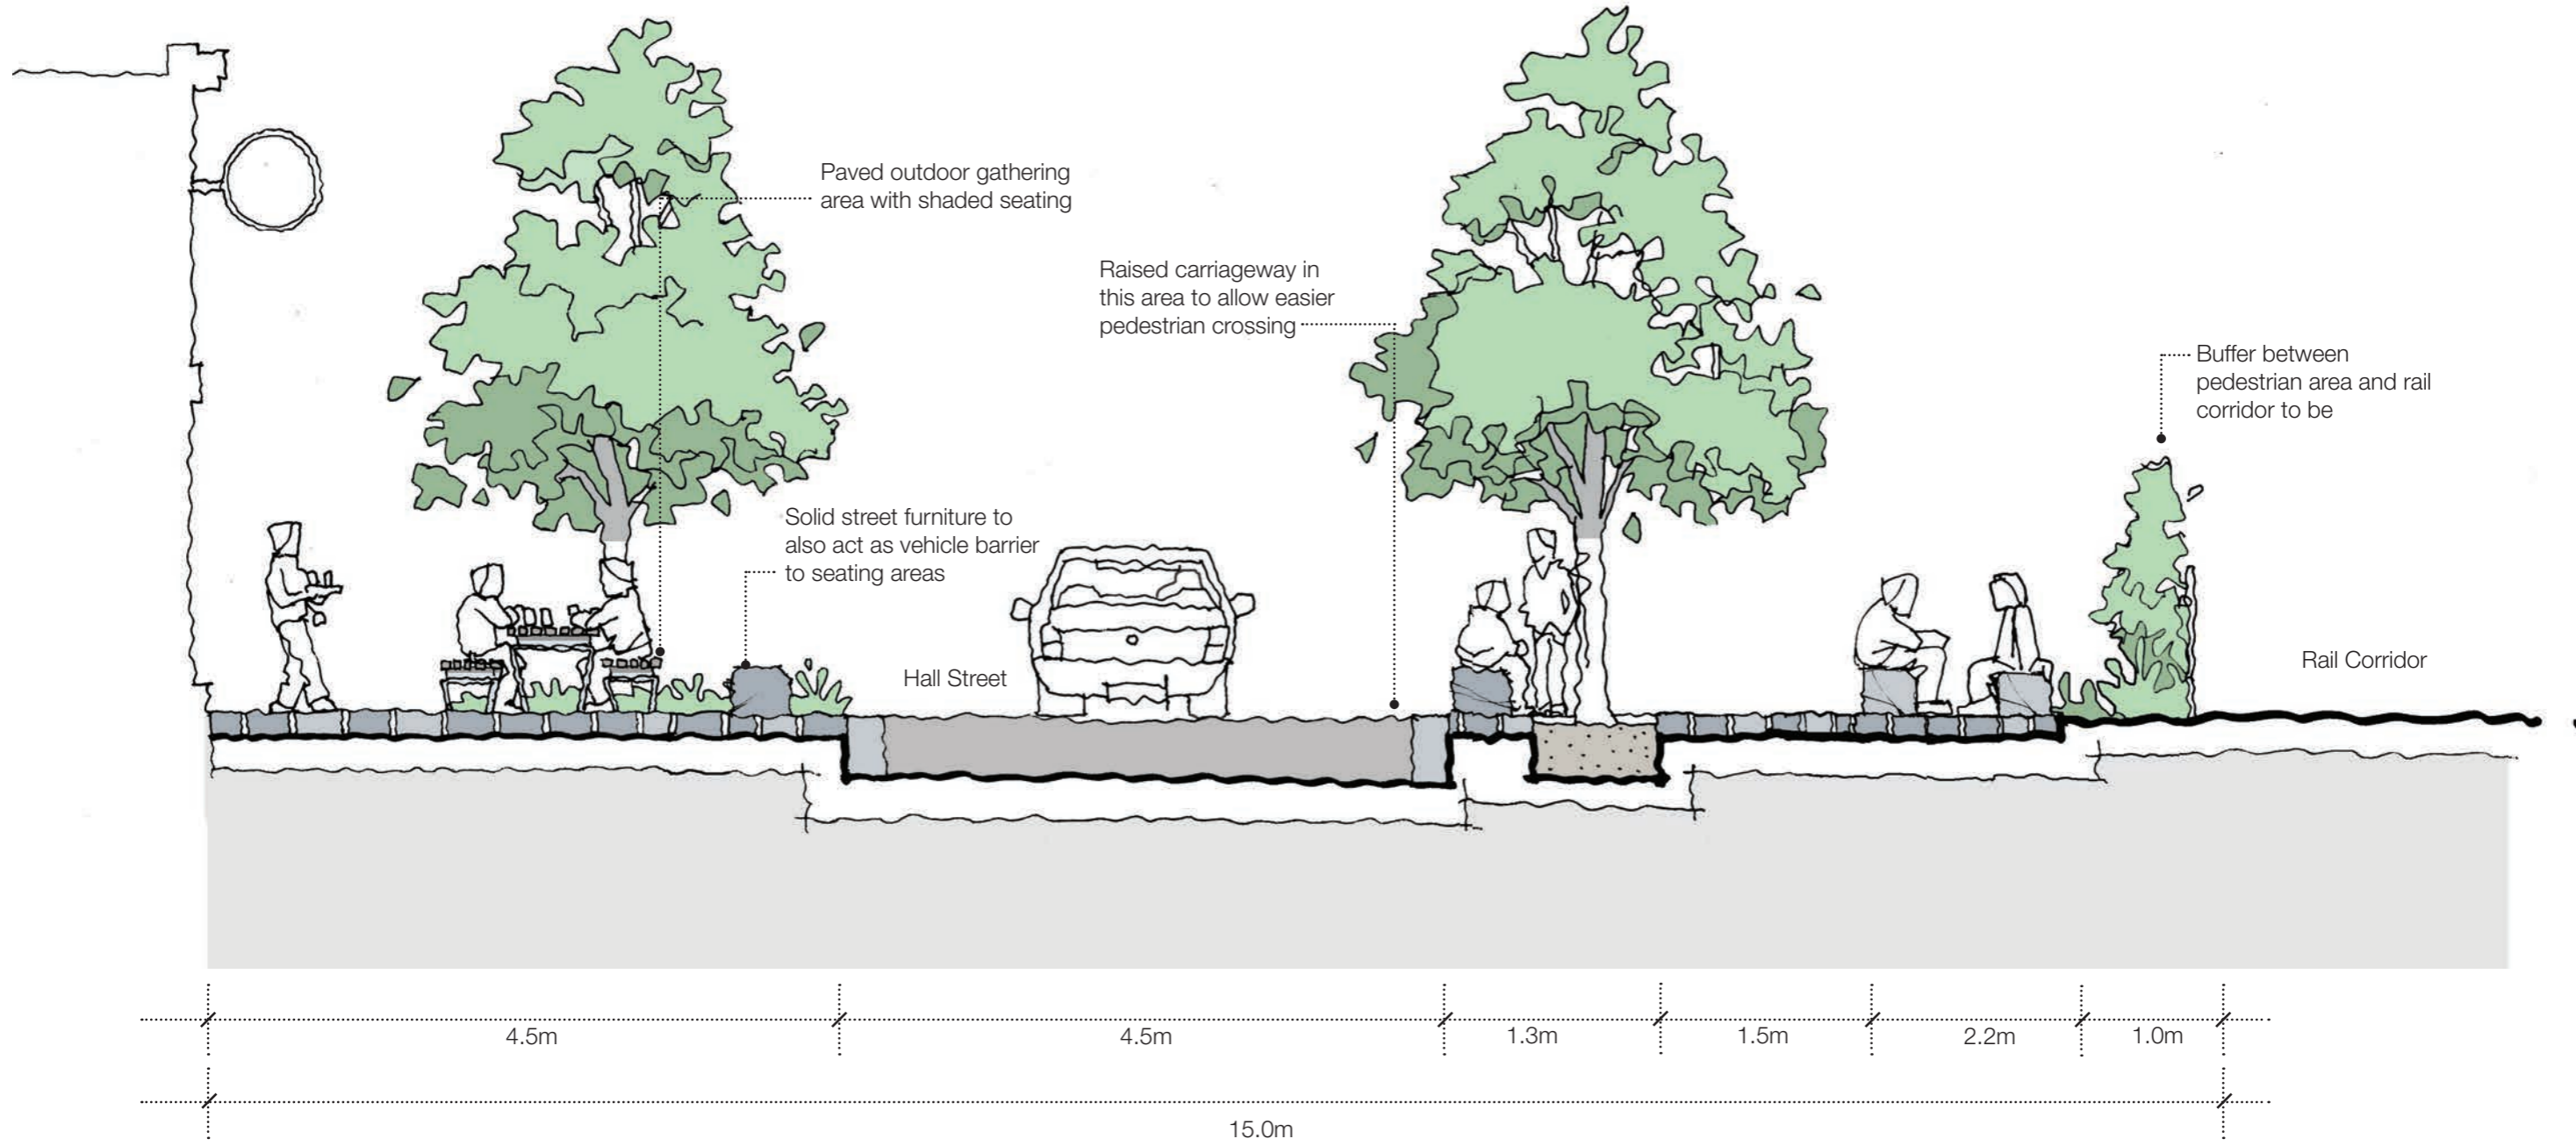 Paved outdoor gathering
area with shaded seating
Raised carriageway in
this area to allow easier
pedestrian crossing
Buffer between
pedestrian area and rail
corridor to be
Solid street furniture to
also act as vehicle barrier
to seating areas
Hall Street
Rail Corridor
4.5m
4.5m
1.3m
1.5m
2.2m
1.0m
15.0m